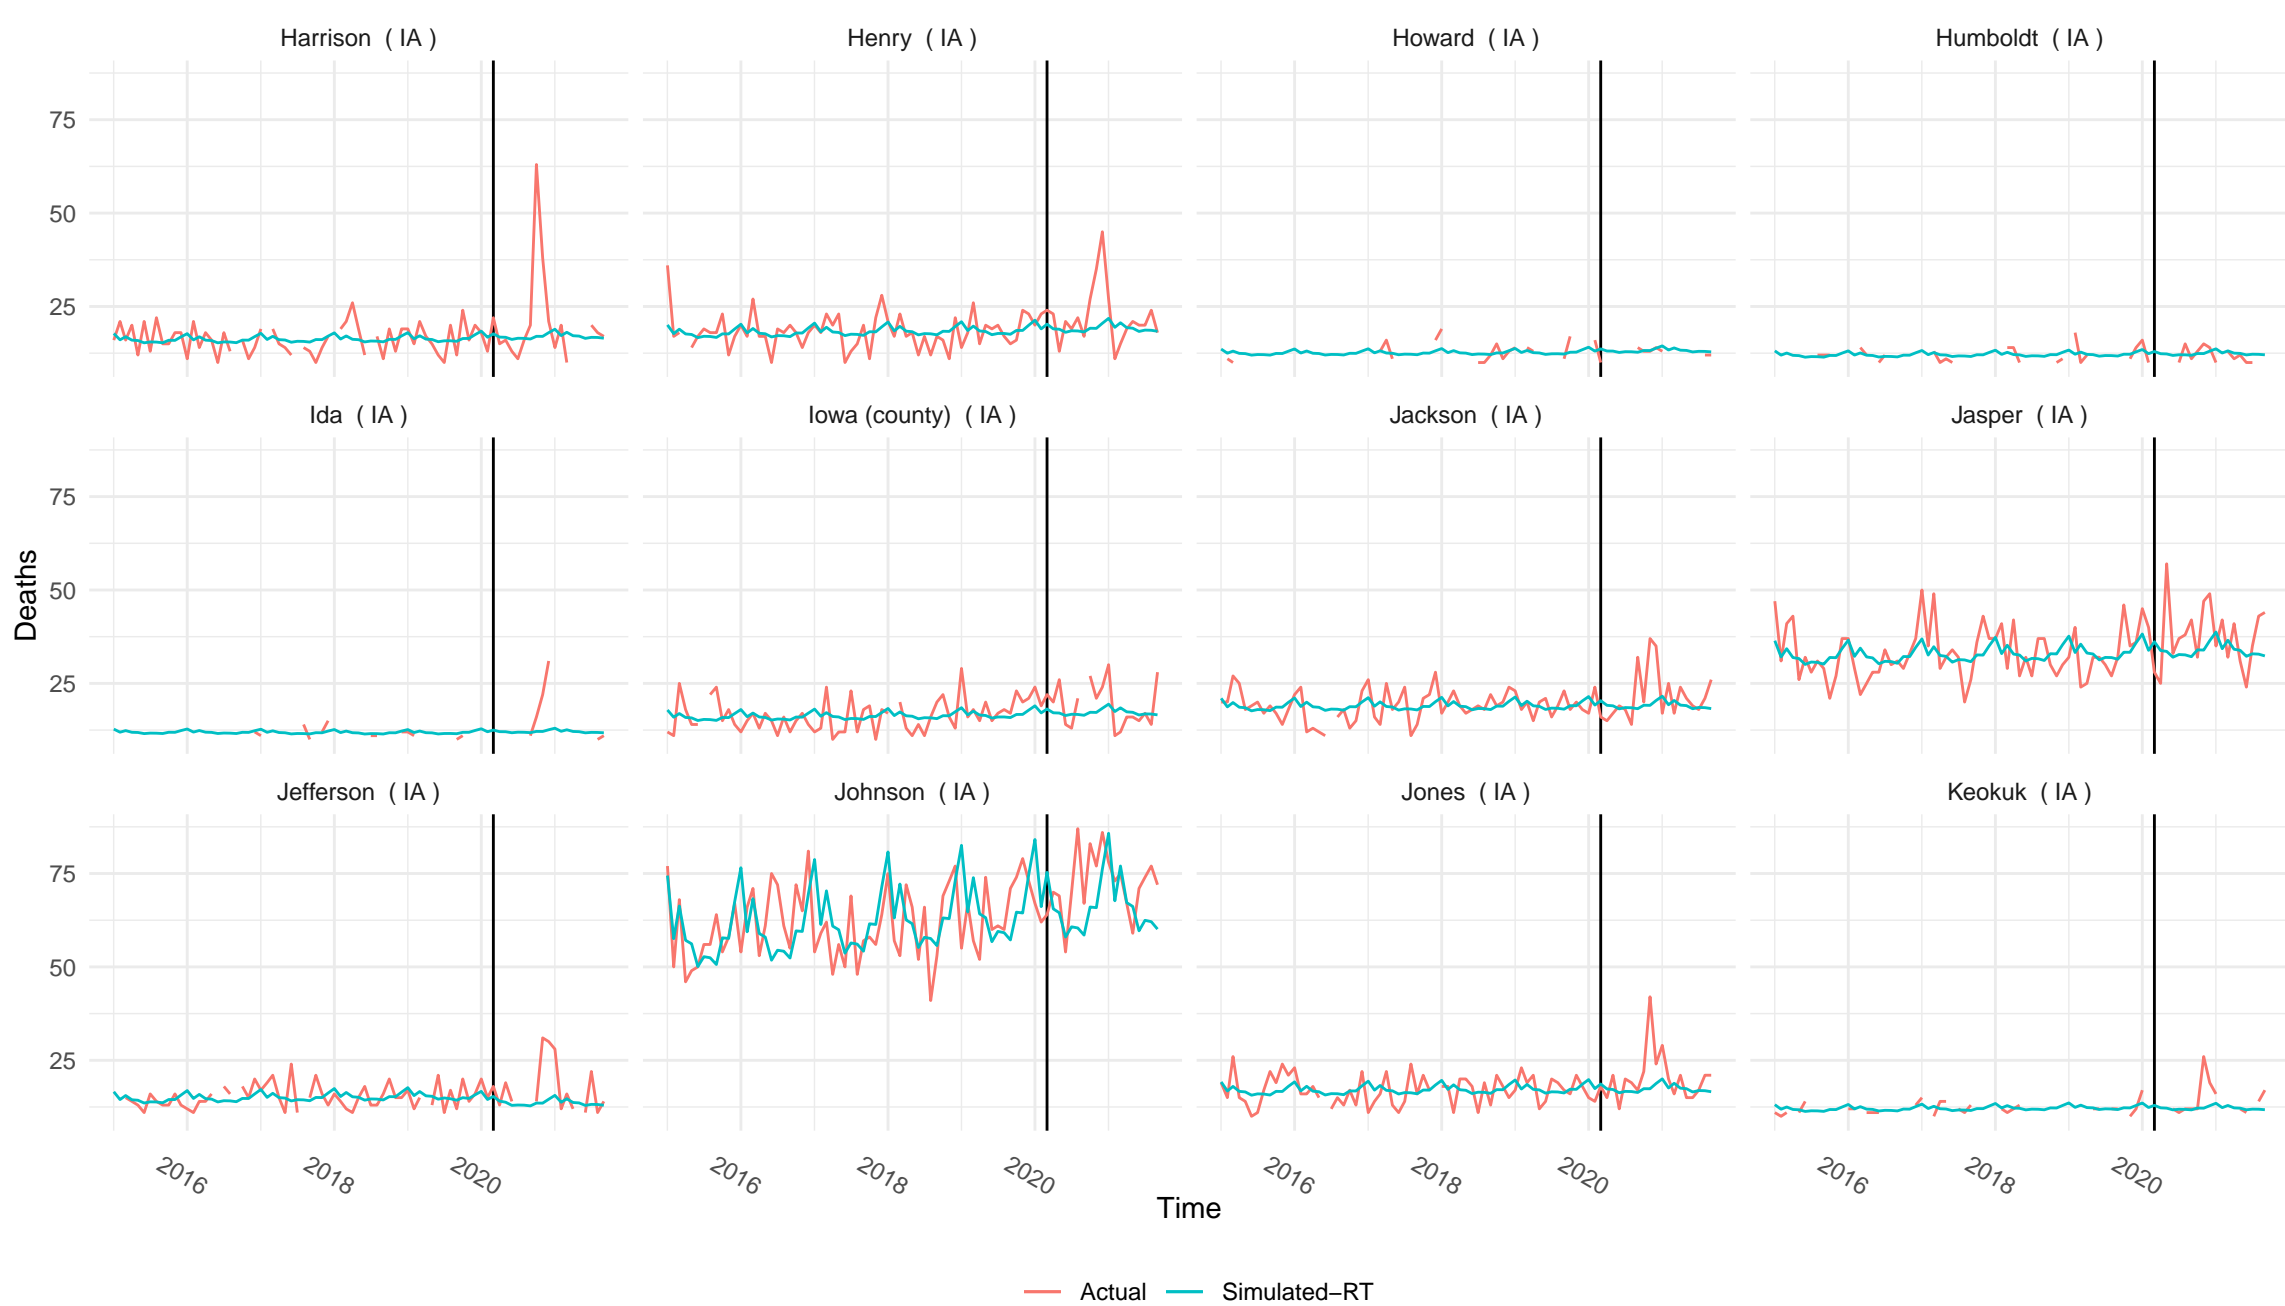 Harrison  ( IA )
Henry  ( IA )
Howard  ( IA )
Humboldt  ( IA )
75
50
25
Ida  ( IA )
Iowa (county)  ( IA )
Jackson  ( IA )
Jasper  ( IA )
75
50
25
Deaths
Jefferson  ( IA )
Johnson  ( IA )
Jones  ( IA )
Keokuk  ( IA )
75
50
25
2016 2018 2020 2016 2018 2020 2016 2018 2020 2016 2018 2020
Time
Actual Simulated−RT